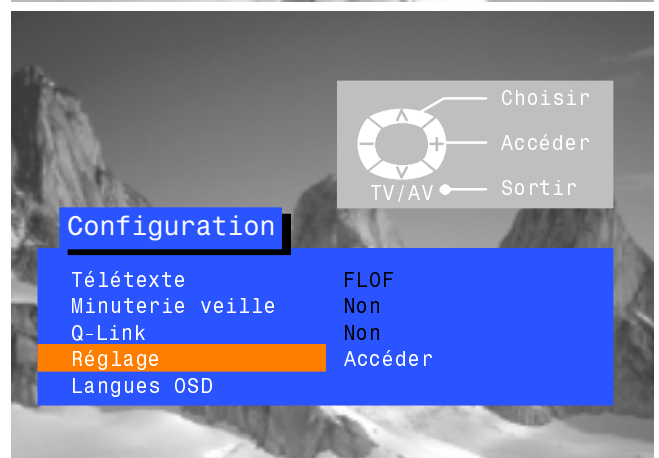 Choisir
Accéder
TV/AV
Sortir
Configuration
Télétexte FLOF
Minuterie veille Non
Q-Link Non
Réglage Accéder
Langues OSD